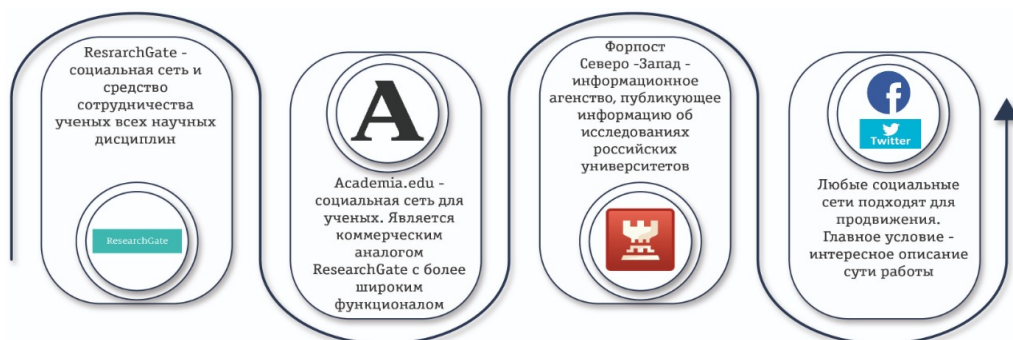 ResrarchGate -
социальная сеть и
средство
сотрудничества
ученых всех научных
дисциплин
ResearchGate
A
Academia.edu -
социальная сеть для
ученых. Является
коммерческим
аналогом
ResearchGate с более
широким
функционалом
Форпост
Северо -Запад -
информационное
агенство, публикующее
информацию об
исследованиях
российских
университетов
f
Twitter
Любые социальные
сети подходят для
продвижения.
Главное условие -
интересное описание
сути работы